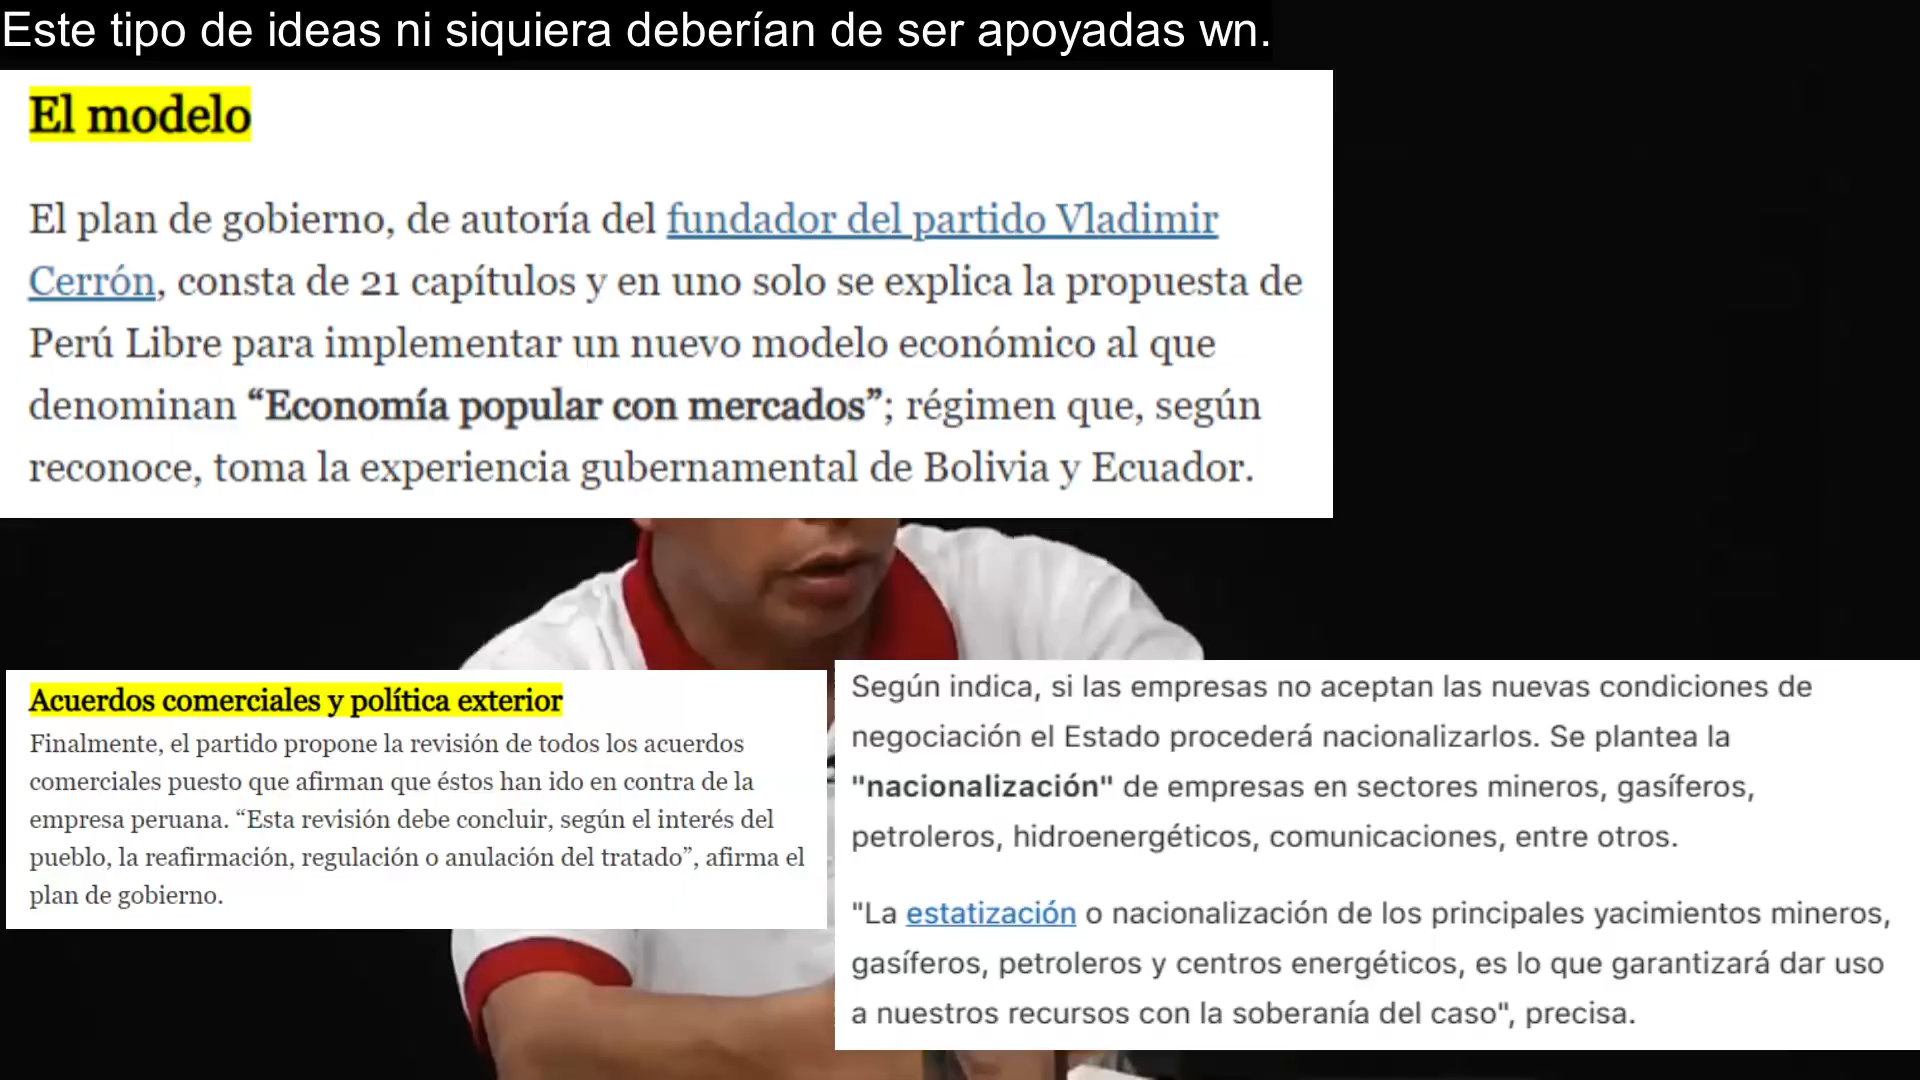 Este tipo de ideas ni siquiera deberían de ser apoyadas wn.
El modelo
El plan de gobierno, de autoría del fundador del partido Vladimir
Cerrón, consta de 21 capítulos y en uno solo se explica la propuesta de
Perú Libre para implementar un nuevo modelo económico al que
denominan “Economía popular con mercados”; régimen que, según
reconoce, toma la experiencia gubernamental de Bolivia y Ecuador.
Acuerdos comerciales y política exterior
Finalmente, el partido propone la revisión de todos los acuerdos
comerciales puesto que afirman que éstos han ido en contra de la
empresa peruana. “Esta revisión debe concluir, según el interés del
pueblo, la reafirmación, regulación o anulación del tratado”, afirma el
plan de gobierno.
Según indica, si las empresas no aceptan las nuevas condiciones de
negociación el Estado procederá nacionalizarlos. Se plantea la
"nacionalización" de empresas en sectores mineros, gasíferos,
petroleros, hidroenergéticos, comunicaciones, entre otros.
"La estatización o nacionalización de los principales yacimientos mineros,
gasíferos, petroleros y centros energéticos, es lo que garantizará dar uso
a nuestros recursos con la soberanía del caso", precisa.